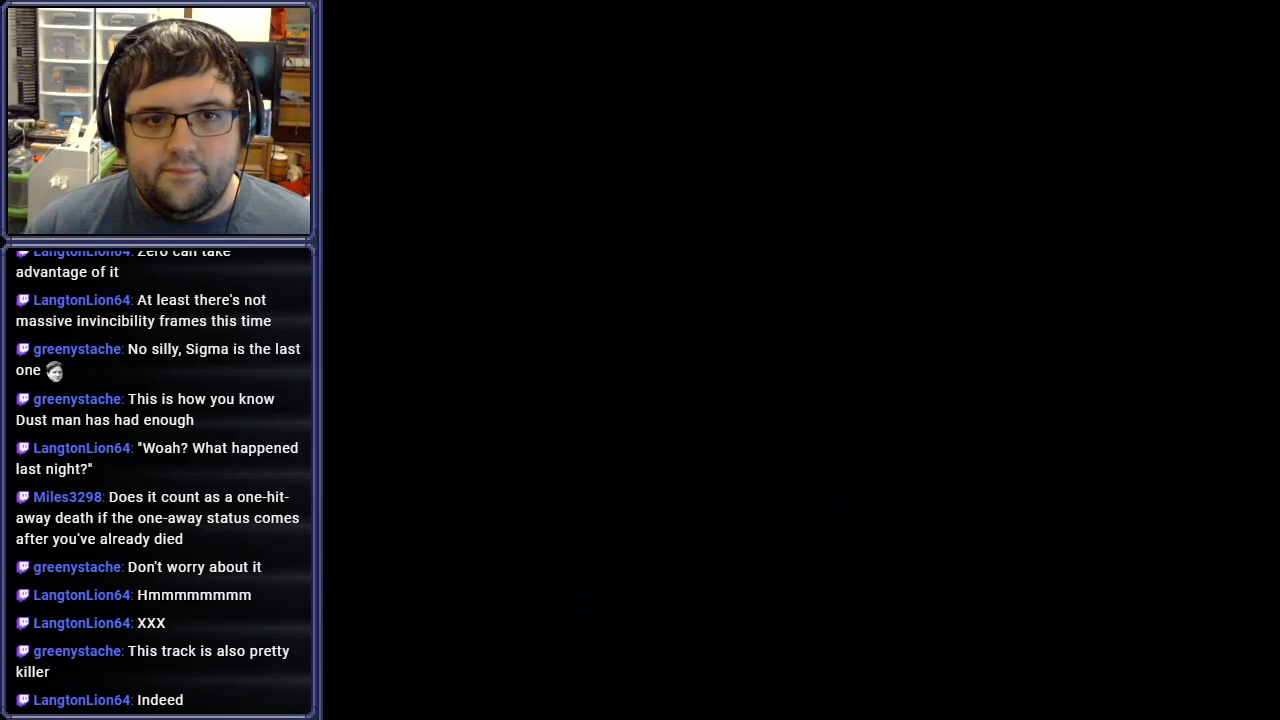 LangtonLion64: Zero can take
advantage of it
LangtonLion64: At least there's not
massive invincibility frames this time
greenystache: No silly, Sigma is the last
one
greenystache: This is how you know
Dust man has had enough
LangtonLion64: "Woah? What happened
last night?"
Miles3298: Does it count as a one-hit-
away death if the one-away status comes
after you've already died
greenystache: Don't worry about it
LangtonLion64: Hmmmmmmmm
LangtonLion64: XXX
greenystache: This track is also pretty
killer
LangtonLion64: Indeed